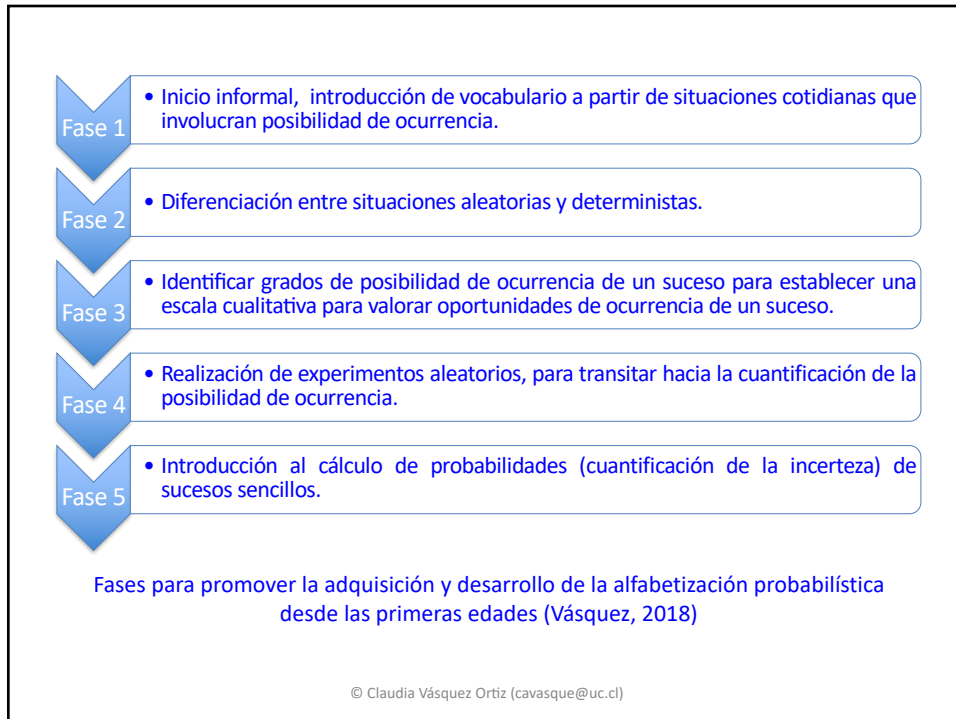 Fase 1
• Inicio informal, introducción de vocabulario a partir de situaciones cotidianas que
involucran posibilidad de ocurrencia.
Fase 2
• Diferenciación entre situaciones aleatorias y deterministas.
Fase 3
• Identificar grados de posibilidad de ocurrencia de un suceso para establecer una
escala cualitativa para valorar oportunidades de ocurrencia de un suceso.
Fase 4
• Realización de experimentos aleatorios, para transitar hacia la cuantificación de la
posibilidad de ocurrencia.
Fase 5
• Introducción al cálculo de probabilidades (cuantificación de la incerteza) de
sucesos sencillos.
Fases para promover la adquisición y desarrollo de la alfabetización probabilística
desde las primeras edades (Vásquez, 2018)
© Claudia Vásquez Ortiz (cavasque@uc.cl)